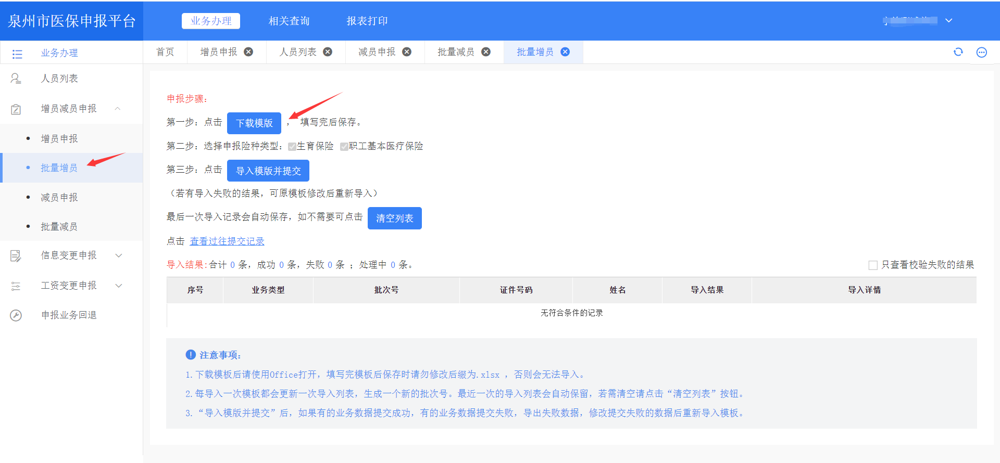 泉州市医保申报平台
业务办理 相关查询 报表打印
业务办理
首页 增员申报 人员列表 减员申报 批量减员 批量增员
人员列表
增员减员申报
增员申报
批量增员
减员申报
批量减员
信息变更申报
工资变更申报
申报业务回退
申报步骤：
第一步：点击 下载模版 ， 填写完后保存。
第二步：选择申报险种类型： 生育保险 职工基本医疗保险
第三步：点击 导入模版并提交
（若有导入失败的结果，可原模板修改后重新导入）
最后一次导入记录会自动保存，如不需要可点击 清空列表
点击 查看过往提交记录
导入结果:合计 0 条，成功 0 条，失败 0 条 ；处理中 0 条。 只查看校验失败的结果
序号 业务类型 批次号 证件号码 姓名 导入结果 导入详情
无符合条件的记录
注意事项：
1.下载模板后请使用Office打开，填写完模板后保存时请勿修改后缀为.xlsx ，否则会无法导入。
2.每导入一次模板都会更新一次导入列表，生成一个新的批次号。最近一次的导入列表会自动保留，若需清空请点击“清空列表”按钮。
3.“导入模版并提交”后，如果有的业务数据提交成功，有的业务数据提交失败，导出失败数据，修改提交失败的数据后重新导入模板。